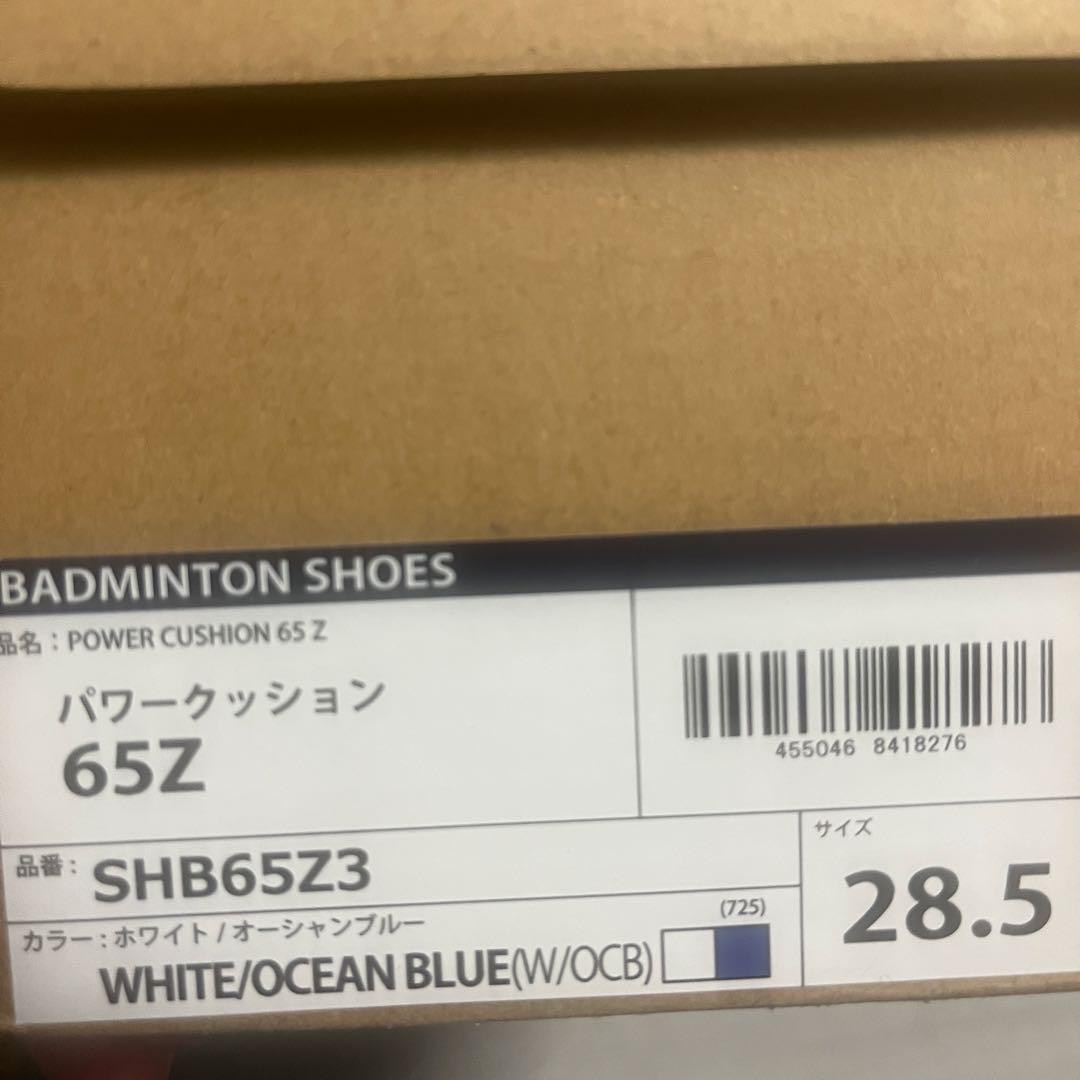 BADMINTON SHOES
品名：POWER CUSHION 65 Z
パワークッション
65Z
455046 8418276
品番：SHB65Z3
サイズ
28.5
カラー：ホワイト / オーシャンブルー
(725)
WHITE/OCEAN BLUE(W/OCB)